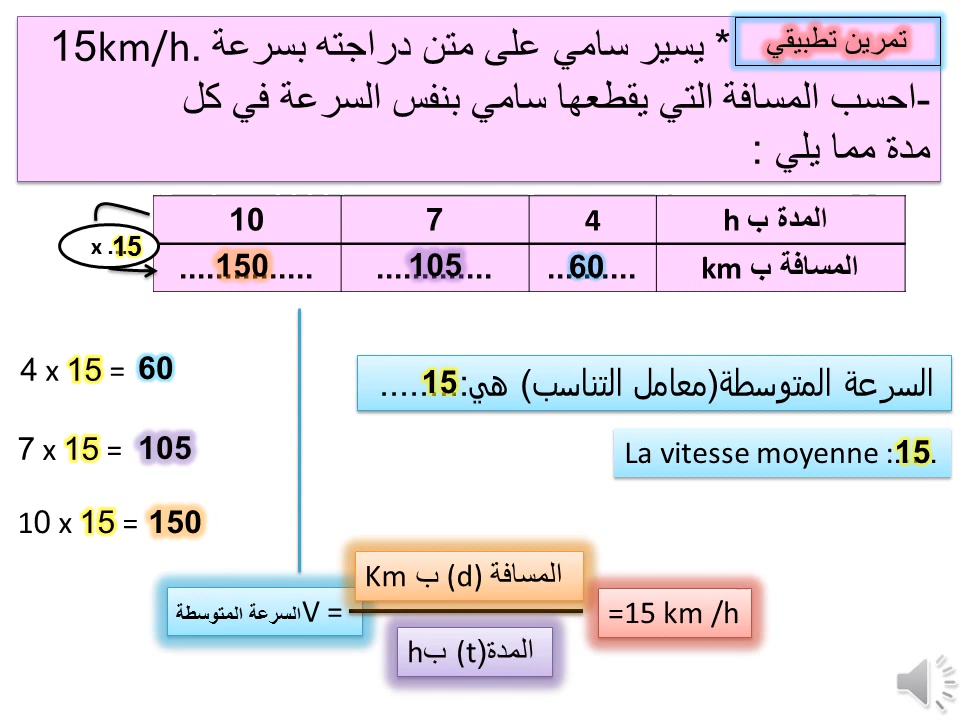 تمرين تطبيقي
* يسير سامي على متن دراجته بسرعة .15km/h
-احسب المسافة التي يقطعها سامي بنفس السرعة في كل
مدة مما يلي :
المدة ب h 4 7 10
المسافة ب km 60 105 150
x ...15
4 x 15 = 60
7 x 15 = 105
10 x 15 = 150
السرعة المتوسطة(معامل التناسب) هي:.....15
La vitesse moyenne :15.
السرعة المتوسطة V =
المسافة (d) ب Km
المدة(t) بh
=15 km /h